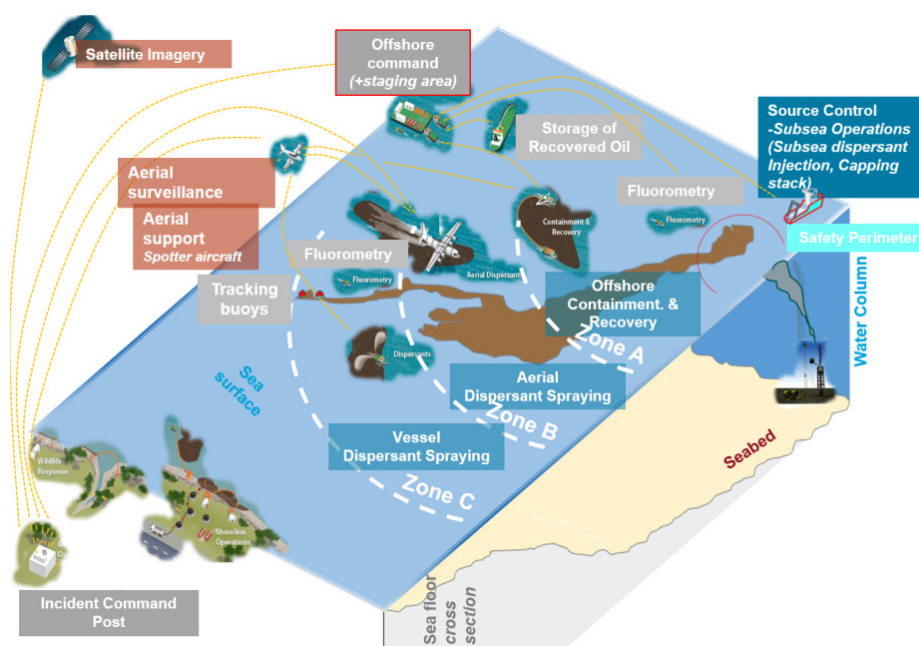 Satellite Imagery
Offshore
command
(+staging area)
Source Control
-Subsea Operations
(Subsea dispersant
Injection, Capping
stack)
Storage of
Recovered Oil
Aerial
surveillance
Aerial
support
Spotter aircraft
Fluorometry
Fluorometry
Containment &
Recovery
Safety Perimeter
Fluorometry
Fluorometry
Aerial Dispersant
Tracking
buoys
Offshore
Containment. &
Recovery
Water Column
Dispersants
Zone A
Sea
surface
Aerial
Dispersant Spraying
Zone B
Vessel
Dispersant Spraying
Zone C
Seabed
Wildlife
Response
Shoreline
Operations
Incident Command
Post
Sea floor
cross
section